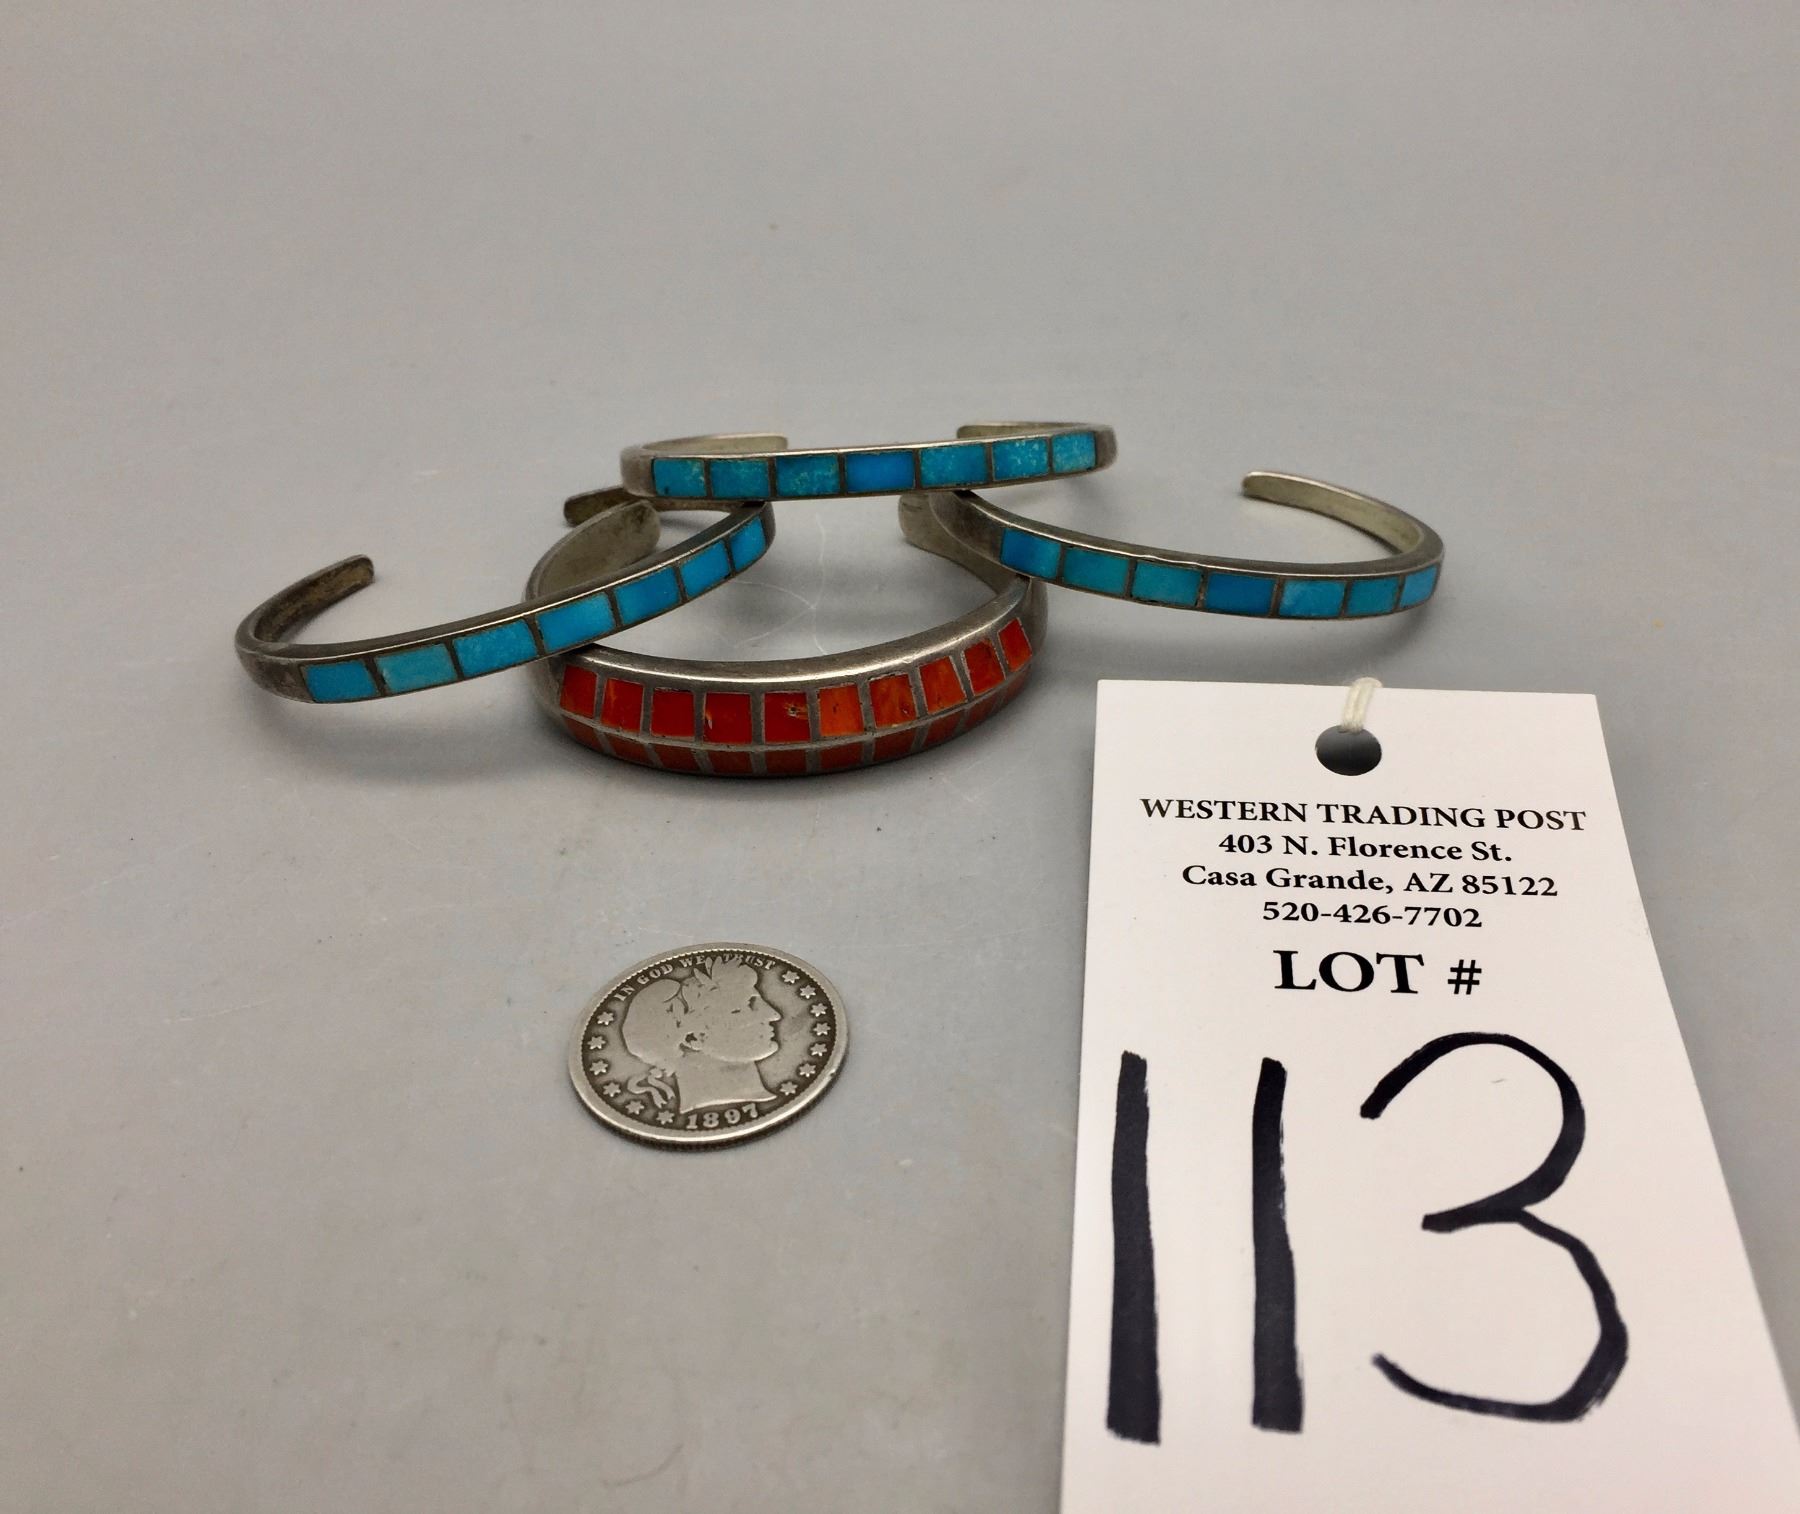 IN GOD WE TRUST
1897
WESTERN TRADING POST
403 N. Florence St.
Casa Grande, AZ 85122
520-426-7702
LOT #
113